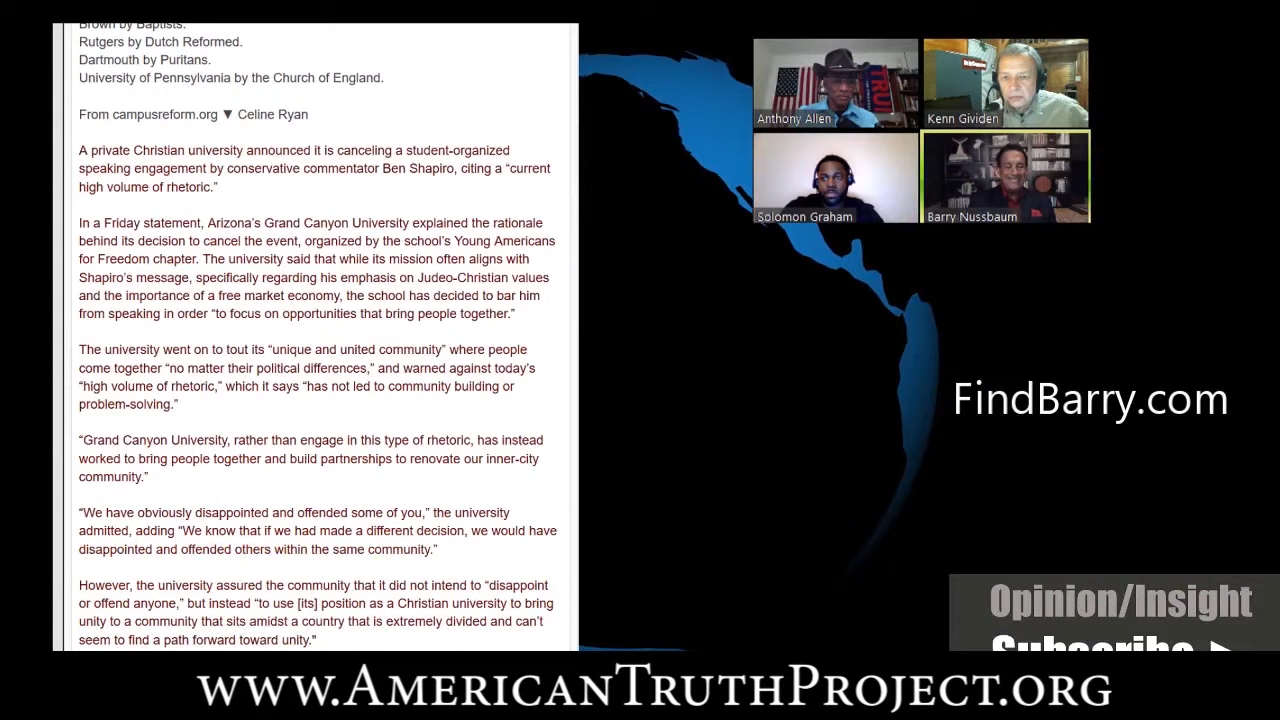 Brown by Baptists.
Rutgers by Dutch Reformed.
Dartmouth by Puritans.
University of Pennsylvania by the Church of England.
From campusreform.org ▼ Celine Ryan
A private Christian university announced it is canceling a student-organized
speaking engagement by conservative commentator Ben Shapiro, citing a “current
high volume of rhetoric.”
In a Friday statement, Arizona’s Grand Canyon University explained the rationale
behind its decision to cancel the event, organized by the school’s Young Americans
for Freedom chapter. The university said that while its mission often aligns with
Shapiro’s message, specifically regarding his emphasis on Judeo-Christian values
and the importance of a free market economy, the school has decided to bar him
from speaking in order “to focus on opportunities that bring people together.”
The university went on to tout its “unique and united community” where people
come together “no matter their political differences,” and warned against today’s
“high volume of rhetoric,” which it says “has not led to community building or
problem-solving.”
“Grand Canyon University, rather than engage in this type of rhetoric, has instead
worked to bring people together and build partnerships to renovate our inner-city
community.”
“We have obviously disappointed and offended some of you,” the university
admitted, adding “We know that if we had made a different decision, we would have
disappointed and offended others within the same community.”
However, the university assured the community that it did not intend to “disappoint
or offend anyone,” but instead “to use [its] position as a Christian university to bring
unity to a community that sits amidst a country that is extremely divided and can’t
seem to find a path forward toward unity."
Anthony Allen
Kenn Gividen
Solomon Graham
Barry Nussbaum
FindBarry.com
Opinion/Insight
Subscribe ►
www.AmericanTruthProject.org